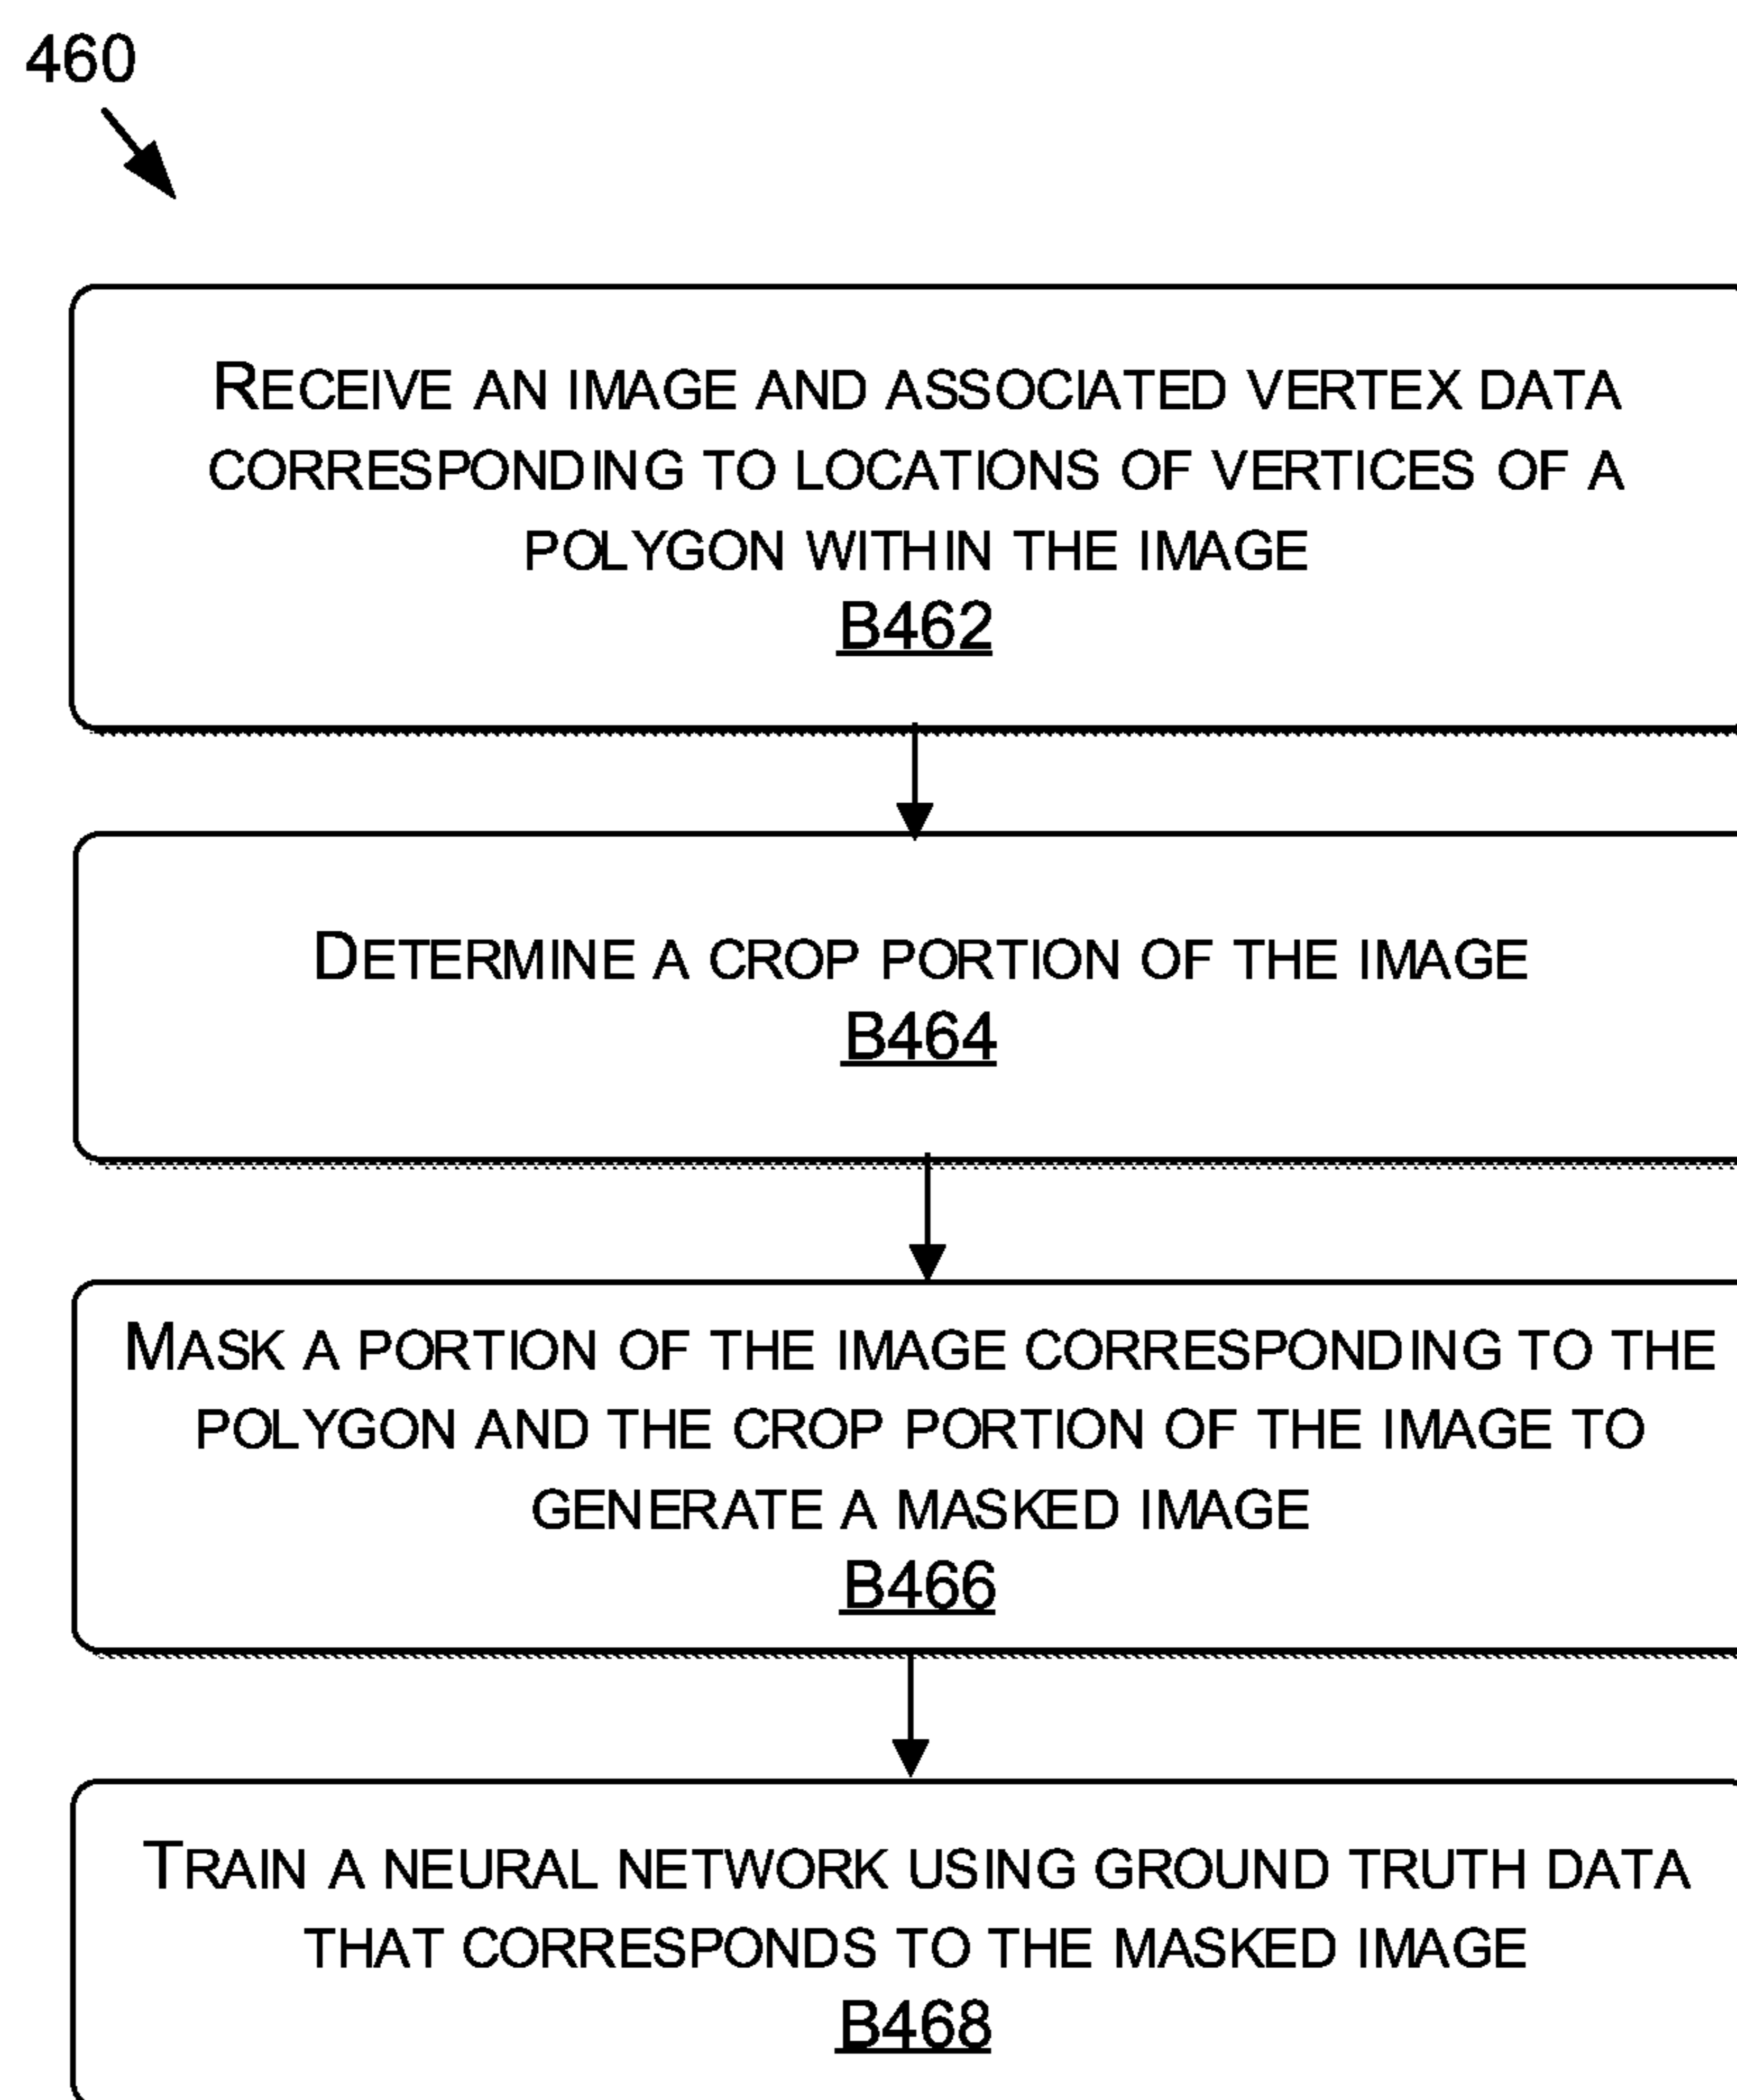 460
RECEIVE AN IMAGE AND ASSOCIATED VERTEX DATA
CORRESPONDING TO LOCATIONS OF VERTICES OF A
POLYGON WITHIN THE IMAGE
B462
DETERMINE A CROP PORTION OF THE IMAGE
B464
MASK A PORTION OF THE IMAGE CORRESPONDING TO THE
POLYGON AND THE CROP PORTION OF THE IMAGE TO
GENERATE A MASKED IMAGE
B466
TRAIN A NEURAL NETWORK USING GROUND TRUTH DATA
THAT CORRESPONDS TO THE MASKED IMAGE
B468